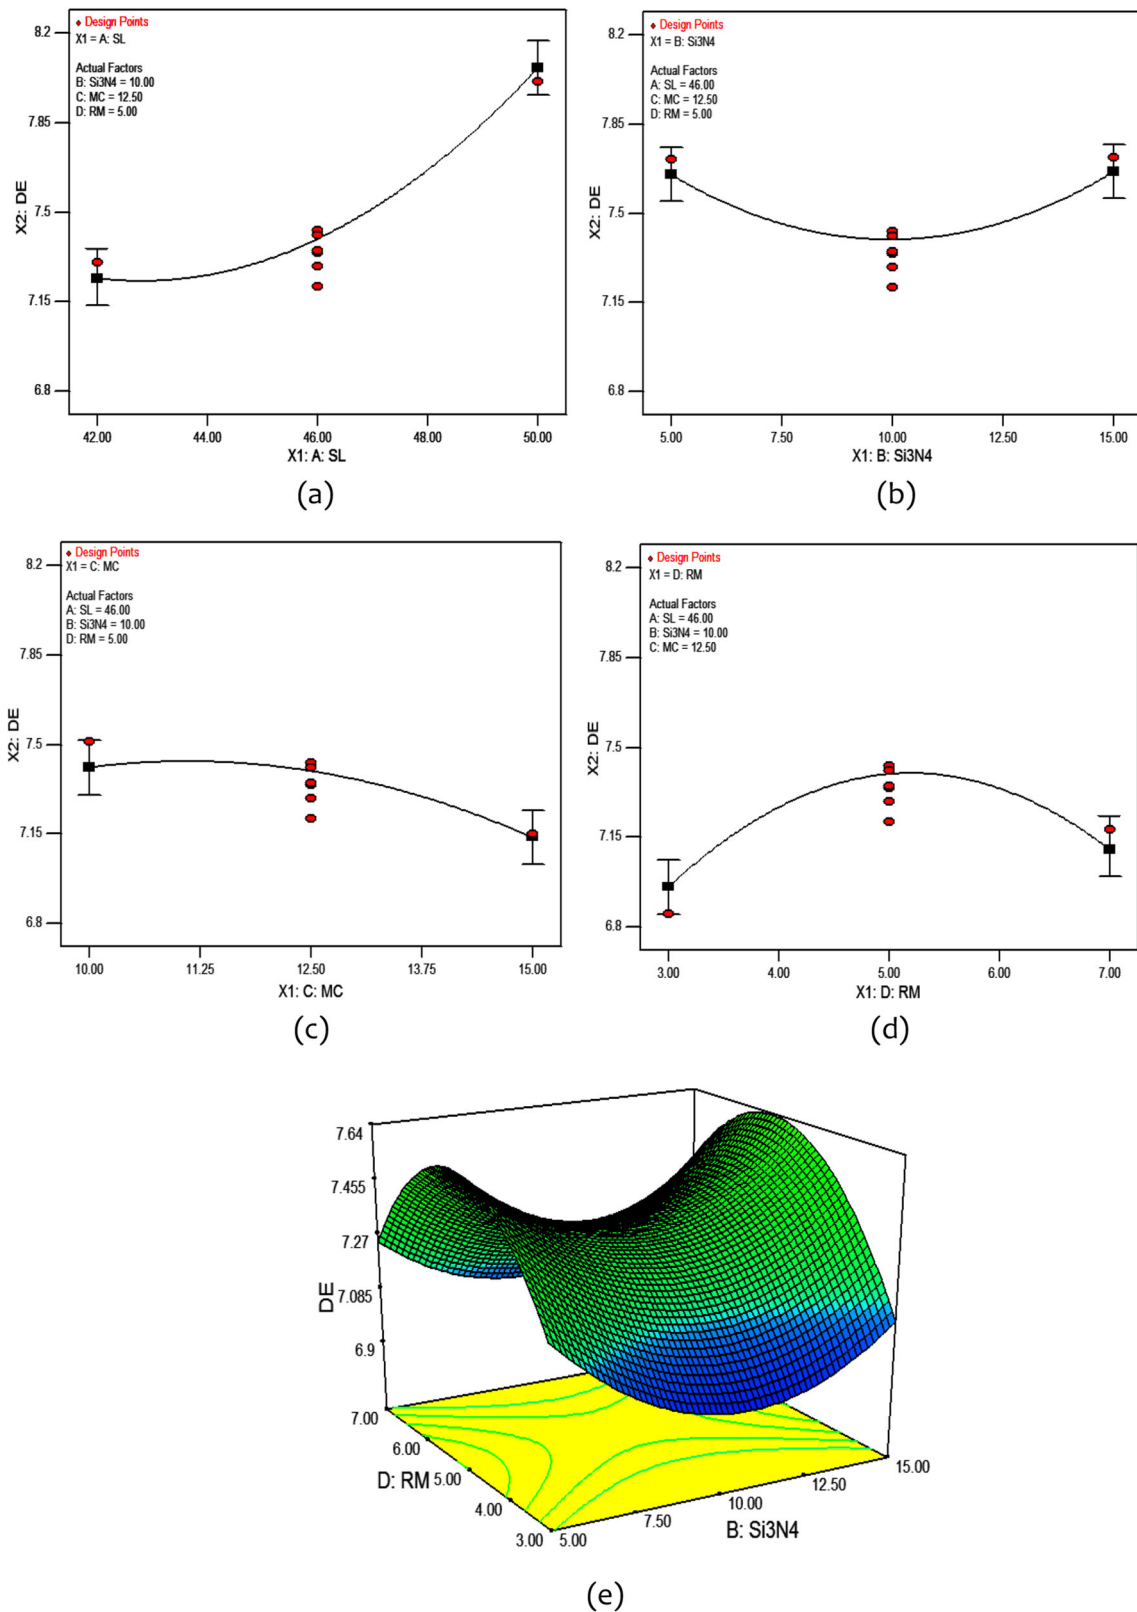 Design Points
X1 = A: SL
Actual Factors
B: Si3N4 = 10.00
C: MC = 12.50
D: RM = 5.00
8.2
7.85
7.5
7.15
6.8
X2: DE
42.00 44.00 46.00 48.00 50.00
X1: A: SL
(a)
Design Points
X1 = B: Si3N4
Actual Factors
A: SL = 46.00
C: MC = 12.50
D: RM = 5.00
8.2
7.85
7.5
7.15
6.8
X2: DE
5.00 7.50 10.00 12.50 15.00
X1: B: Si3N4
(b)
Design Points
X1 = C: MC
Actual Factors
A: SL = 46.00
B: Si3N4 = 10.00
D: RM = 5.00
8.2
7.85
7.5
7.15
6.8
X2: DE
10.00 11.25 12.50 13.75 15.00
X1: C: MC
(c)
Design Points
X1 = D: RM
Actual Factors
A: SL = 46.00
B: Si3N4 = 10.00
C: MC = 12.50
8.2
7.85
7.5
7.15
6.8
X2: DE
3.00 4.00 5.00 6.00 7.00
X1: D: RM
(d)
7.64
7.455
7.27
7.085
6.9
DE
7.00
6.00
5.00
4.00
3.00
D: RM
5.00
7.50
10.00
12.50
15.00
B: Si3N4
(e)